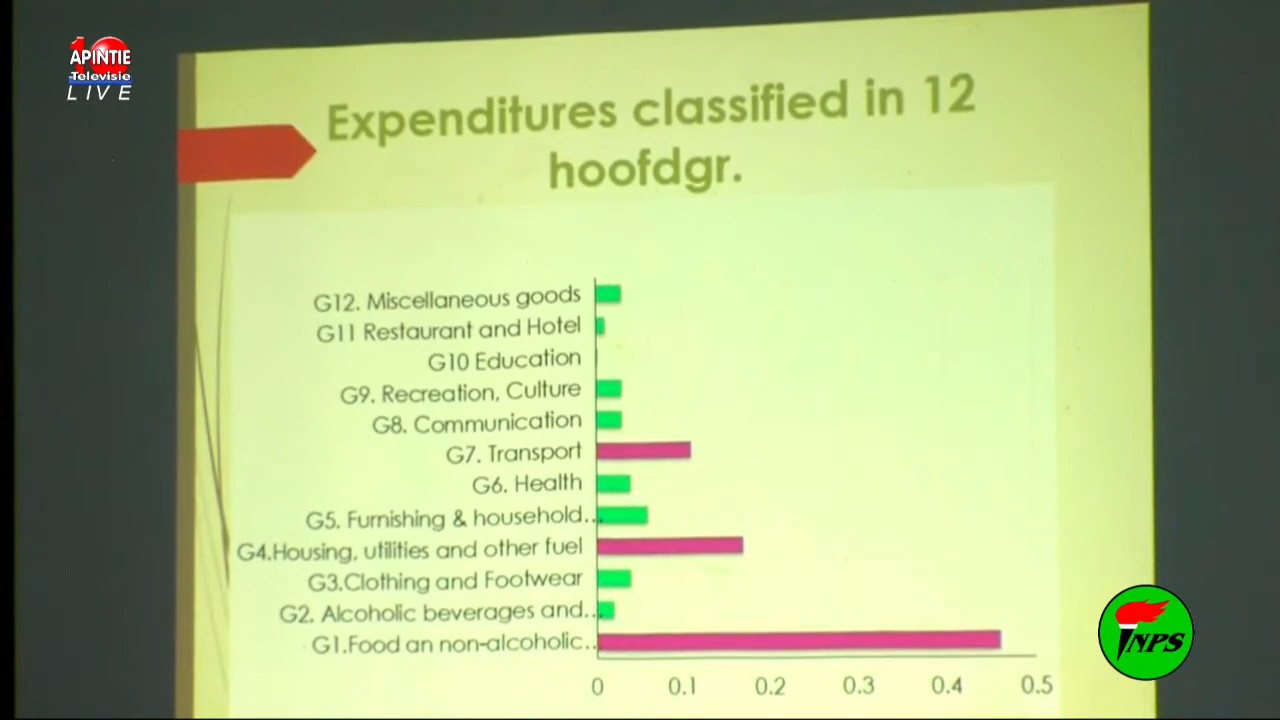 10
APINTIE
Televisie
LIVE
Expenditures classified in 12
hoofdgr.
G12. Miscellaneous goods
G11 Restaurant and Hotel
G10 Education
G9. Recreation, Culture
G8. Communication
G7. Transport
G6. Health
G5. Furnishing & household...
G4.Housing, utilities and other fuel
G3.Clothing and Footwear
G2. Alcoholic beverages and...
G1.Food an non-alcoholic...
0 0.1 0.2 0.3 0.4 0.5
NPS